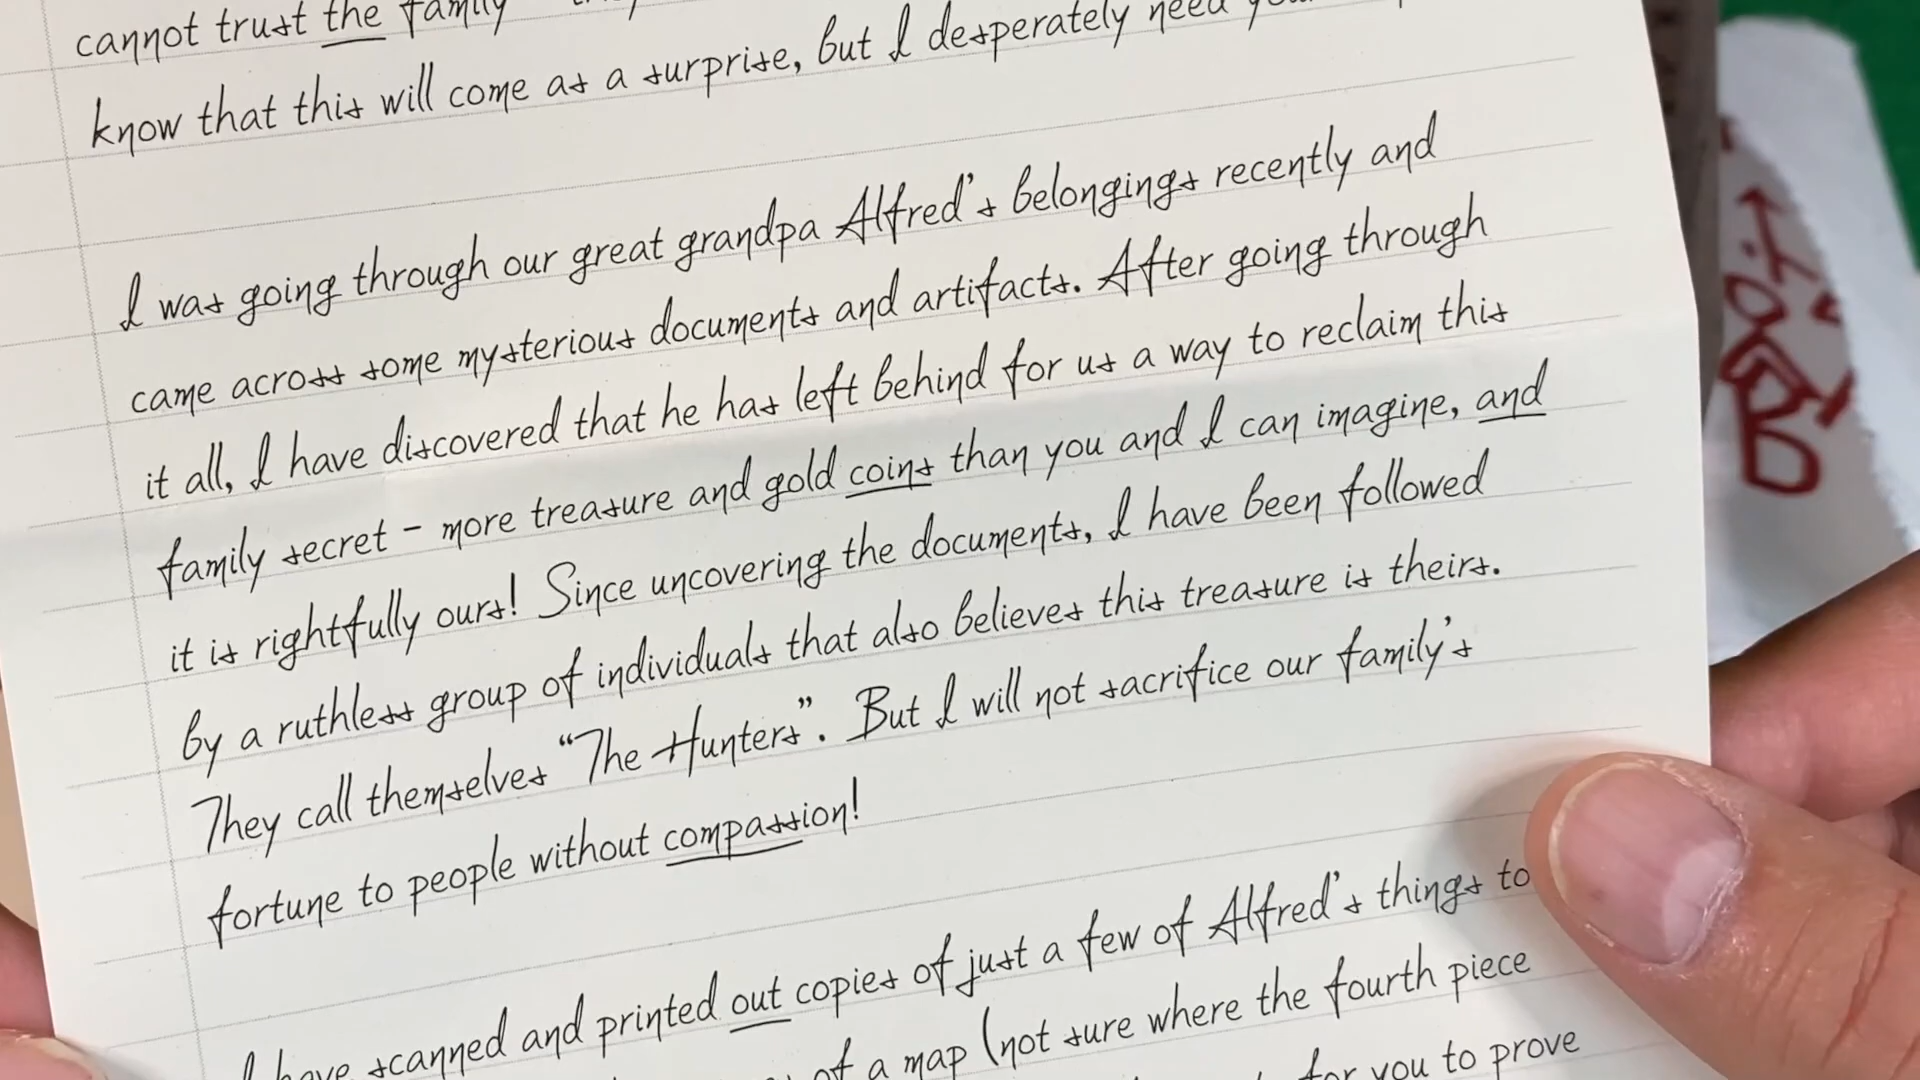 cannot trust the family
know that this will come as a surprise, but I desperately need
I was going through our great grandpa Alfred's belongings recently and
came across some mysterious documents and artifacts. After going through
it all, I have discovered that he has left behind for us a way to reclaim this
family secret - more treasure and gold coins than you and I can imagine, and
it is rightfully ours! Since uncovering the documents, I have been followed
by a ruthless group of individuals that also believes this treasure is theirs.
They call themselves "The Hunters". But I will not sacrifice our family's
fortune to people without compassion!
I have scanned and printed out copies of just a few of Alfred's things to
of a map (not sure where the fourth piece
for you to prove